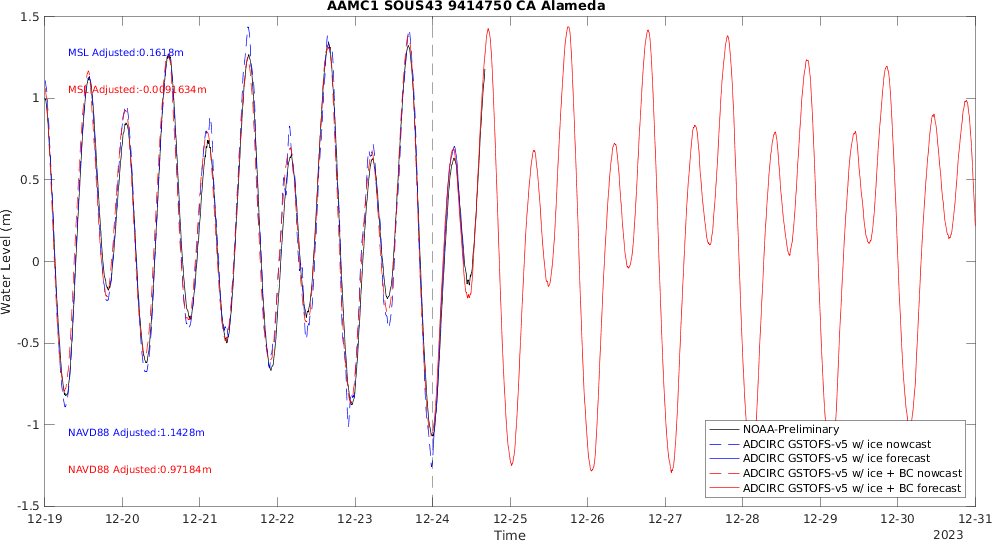 AAMC1 SOUS43 9414750 CA Alameda
1.5
MSL Adjusted:0.1618m
MSL Adjusted:-0.0091634m
1
0.5
Water Level (m)
0
-0.5
-1
NAVD88 Adjusted:1.1428m
NAVD88 Adjusted:0.97184m
NOAA-Preliminary
ADCIRC GSTOFS-v5 w/ ice nowcast
ADCIRC GSTOFS-v5 w/ ice forecast
ADCIRC GSTOFS-v5 w/ ice + BC nowcast
ADCIRC GSTOFS-v5 w/ ice + BC forecast
-1.5
12-19 12-20 12-21 12-22 12-23 12-24 12-25 12-26 12-27 12-28 12-29 12-30 12-31
Time
2023